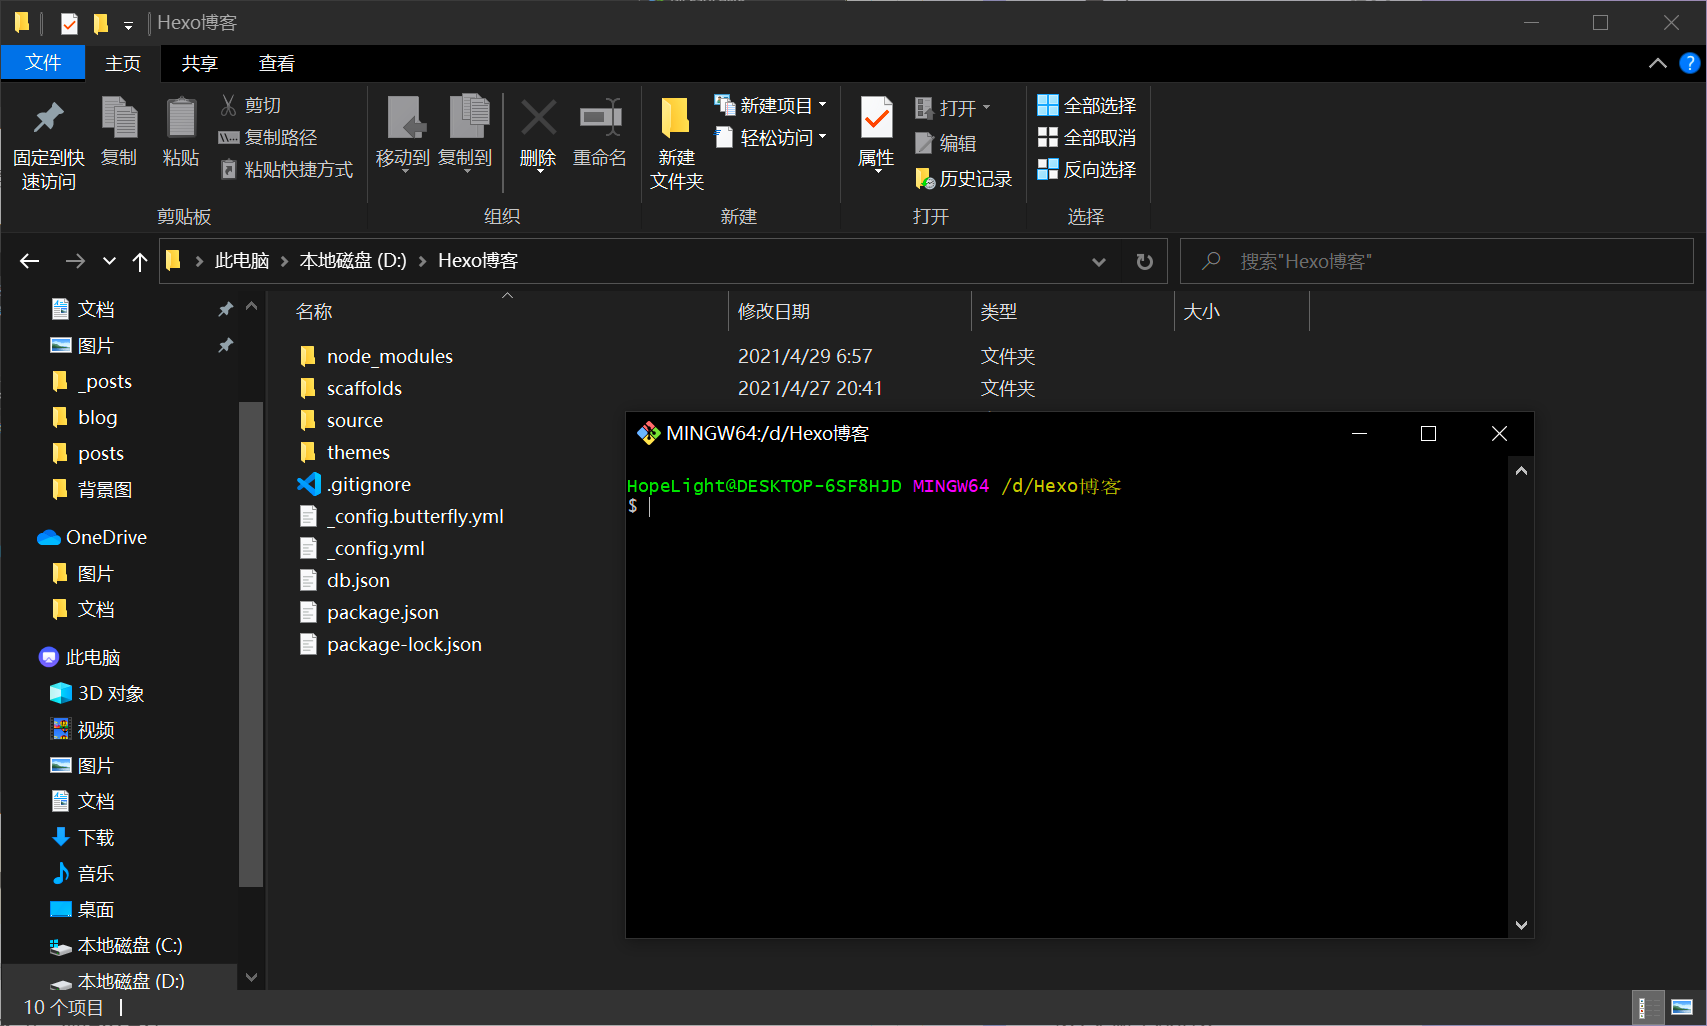 Hexo博客
文件 主页 共享 查看
固定到快速访问
复制
粘贴
剪切
复制路径
粘贴快捷方式
剪贴板
移动到
复制到
删除
重命名
组织
新建
文件夹
新建项目
轻松访问
新建
属性
打开
编辑
历史记录
打开
全部选择
全部取消
反向选择
选择
此电脑 > 本地磁盘 (D:) > Hexo博客
搜索"Hexo博客"
文档
图片
_posts
blog
posts
背景图
OneDrive
图片
文档
此电脑
3D 对象
视频
图片
文档
下载
音乐
桌面
本地磁盘 (C:)
本地磁盘 (D:)
名称 修改日期 类型 大小
node_modules 2021/4/29 6:57 文件夹
scaffolds 2021/4/27 20:41 文件夹
source
themes
.gitignore
_config.butterfly.yml
_config.yml
db.json
package.json
package-lock.json
MINGW64:/d/Hexo博客
HopeLight@DESKTOP-6SF8HJD MINGW64 /d/Hexo博客
$
10 个项目